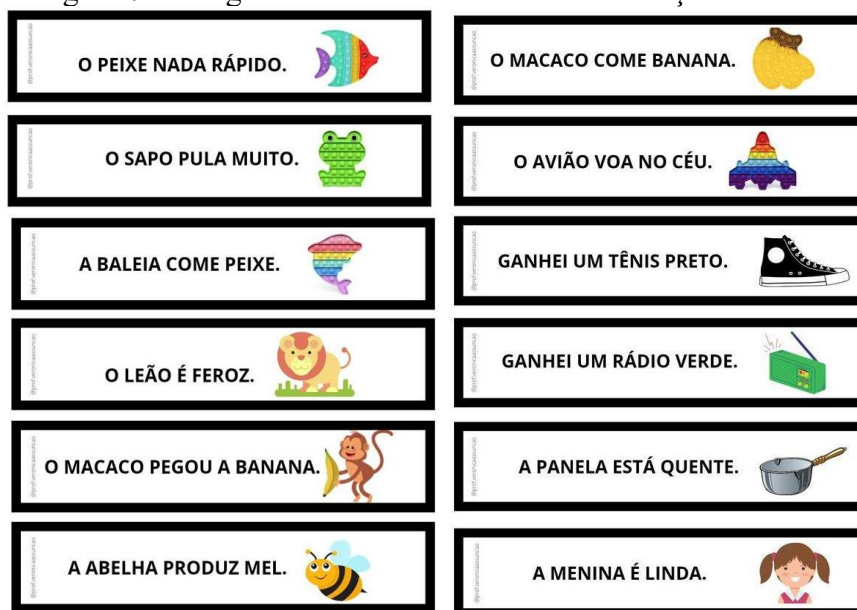 O PEIXE NADA RÁPIDO.
O SAPO PULA MUITO.
A BALEIA COME PEIXE.
O LEÃO É FEROZ.
O MACACO PEGOU A BANANA.
A ABELHA PRODUZ MEL.
O MACACO COME BANANA.
O AVIÃO VOA NO CÉU.
GANHEI UM TÊNIS PRETO.
GANHEI UM RÁDIO VERDE.
A PANELA ESTÁ QUENTE.
A MENINA É LINDA.